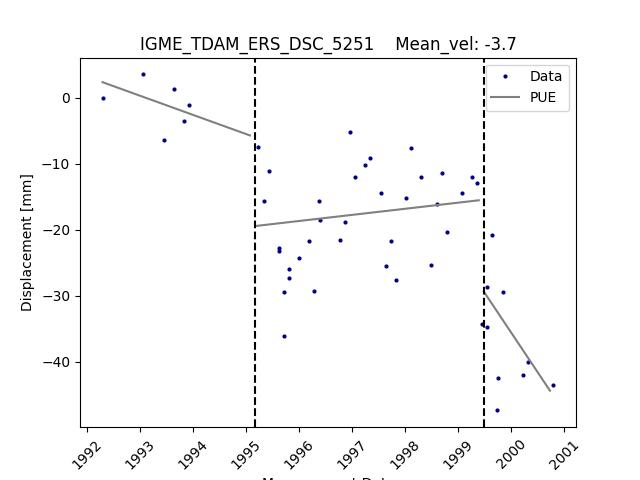 IGME_TDAM_ERS_DSC_5251    Mean_vel: -3.7
Data
PUE
Displacement [mm]
0
−10
−20
−30
−40
1992 1993 1994 1995 1996 1997 1998 1999 2000 2001